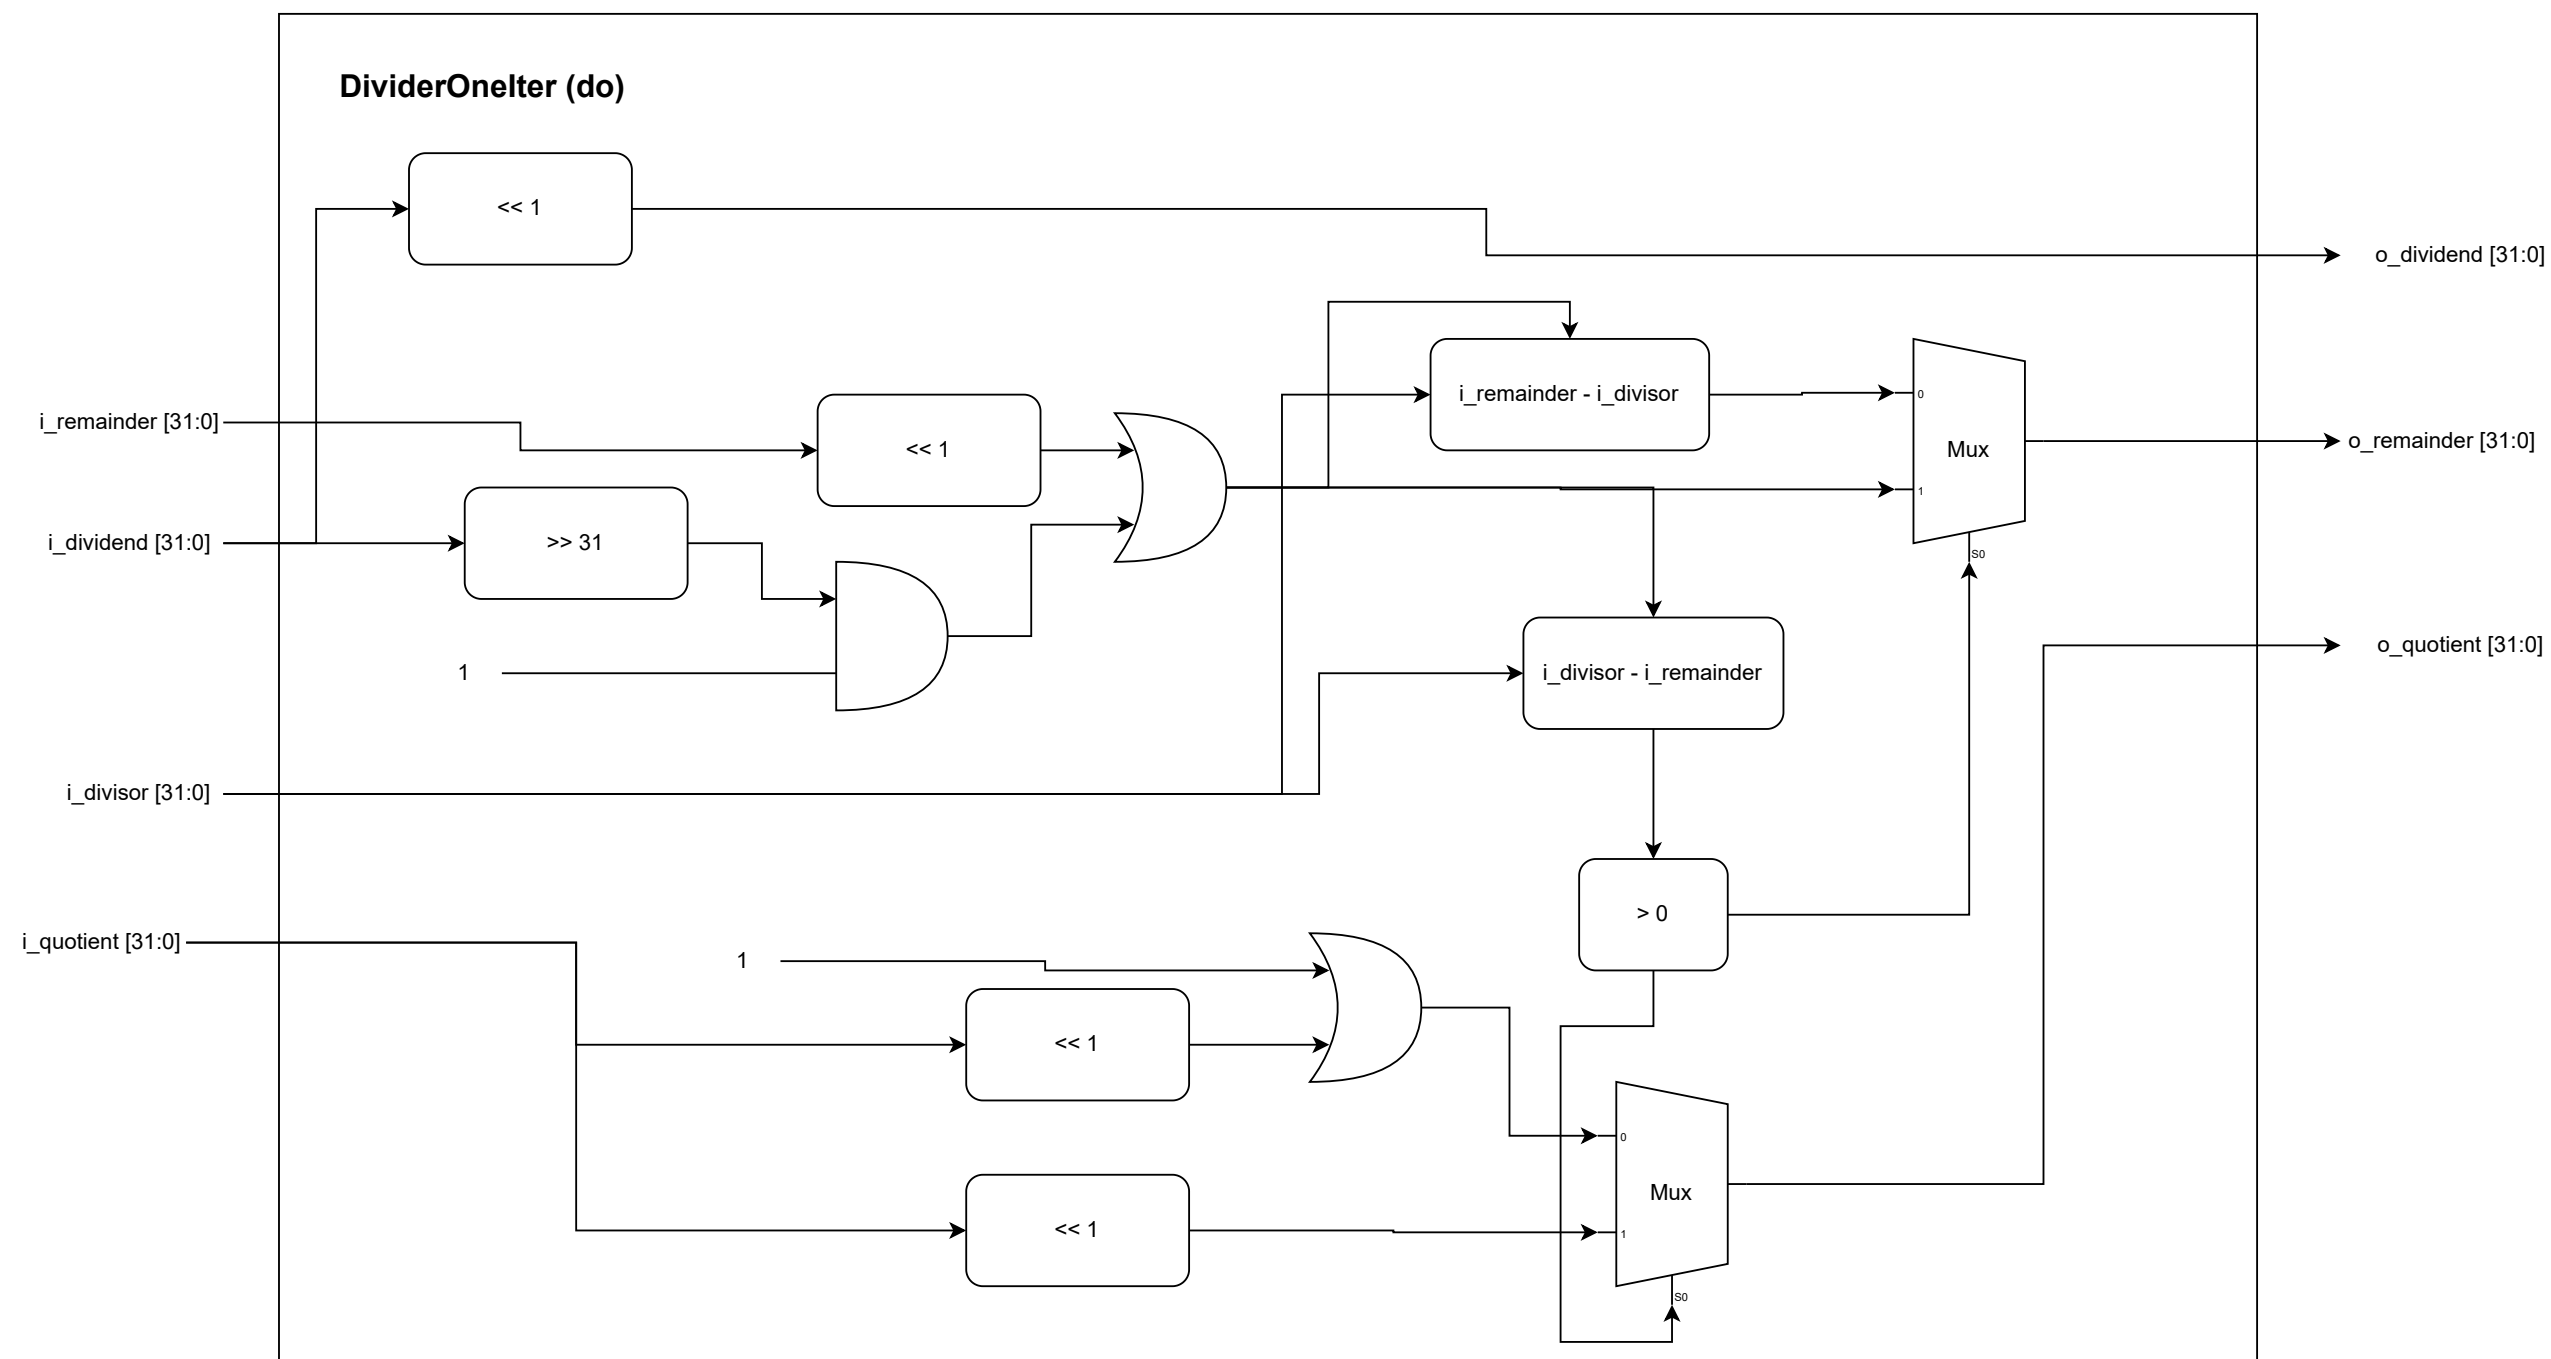 DividerOneIter (do)
<< 1
o_dividend [31:0]
i_remainder [31:0]
<< 1
i_remainder - i_divisor
0
Mux
1
S0
o_remainder [31:0]
i_dividend [31:0]
>> 31
1
i_divisor - i_remainder
o_quotient [31:0]
i_divisor [31:0]
> 0
i_quotient [31:0]
1
<< 1
0
Mux
1
S0
<< 1